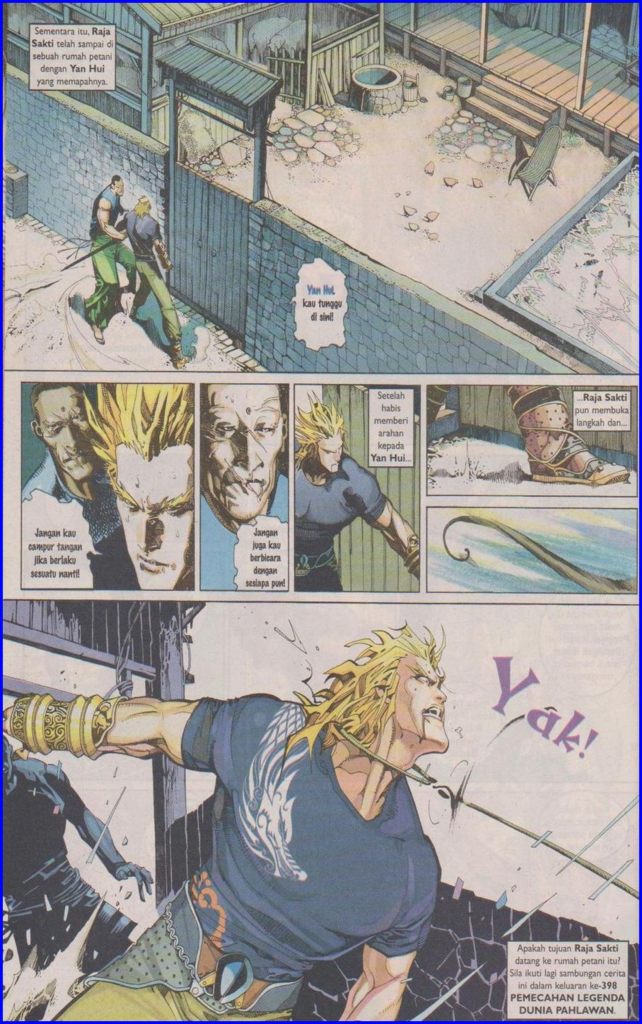 Sementara itu, Raja
Sakti telah sampai di
sebuah rumah petani
dengan Yan Hui
yang memapahnya.
Yan Hui,
kau tunggu
di sini!
Jangan kau
campur tangan
jika berlaku
sesuatu nanti!
Jangan
juga kau
berbicara
dengan
sesiapa pun!
Setelah
habis
memberi
arahan
kepada
Yan Hui...
...Raja Sakti
pun membuka
langkah dan...
Yak!
Apakah tujuan Raja Sakti
datang ke rumah petani itu?
Sila ikuti lagi sambungan cerita
ini dalam keluaran ke-398
PEMECAHAN LEGENDA
DUNIA PAHLAWAN.